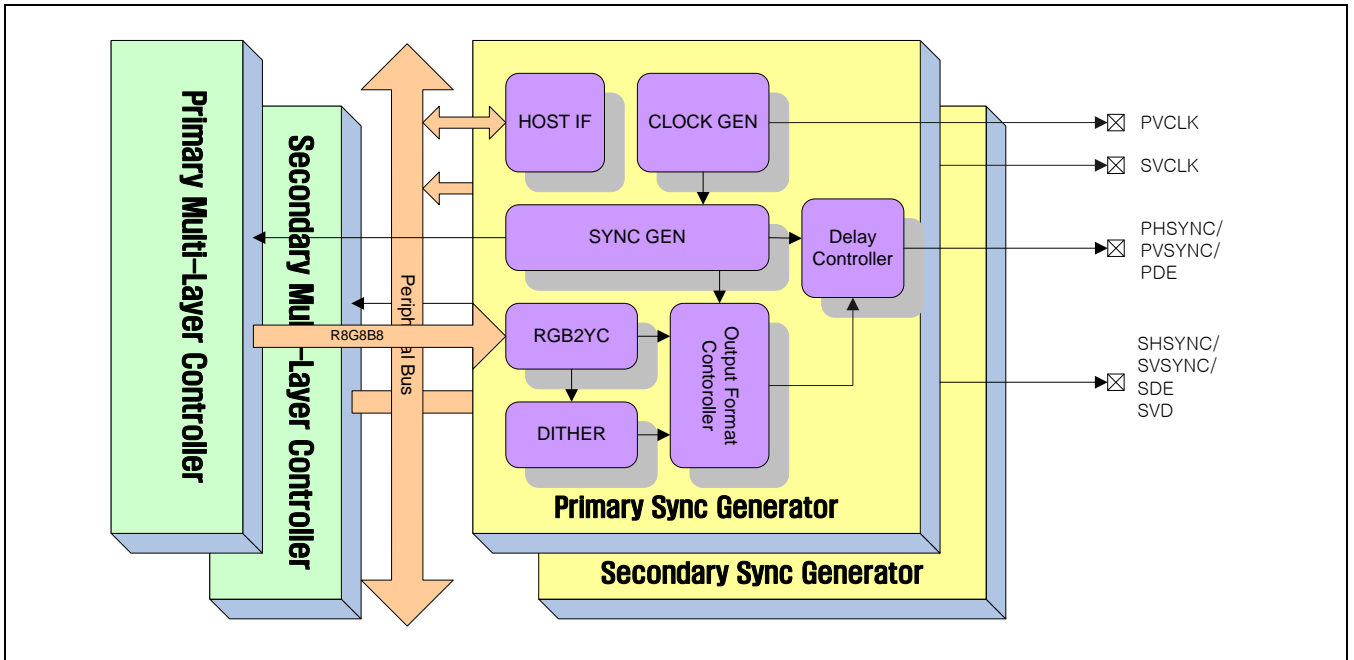 Primary Multi-Layer Controller
Secondary Multi-Layer Controller
Peripheral Bus
R8G8B8
HOST IF
CLOCK GEN
SYNC GEN
Delay
Controller
RGB2YC
DITHER
Output Format
Contoroller
Primary Sync Generator
Secondary Sync Generator
PVCLK
SVCLK
PHSYNC/
PVSYNC/
PDE
SHSYNC/
SVSYNC/
SDE
SVD